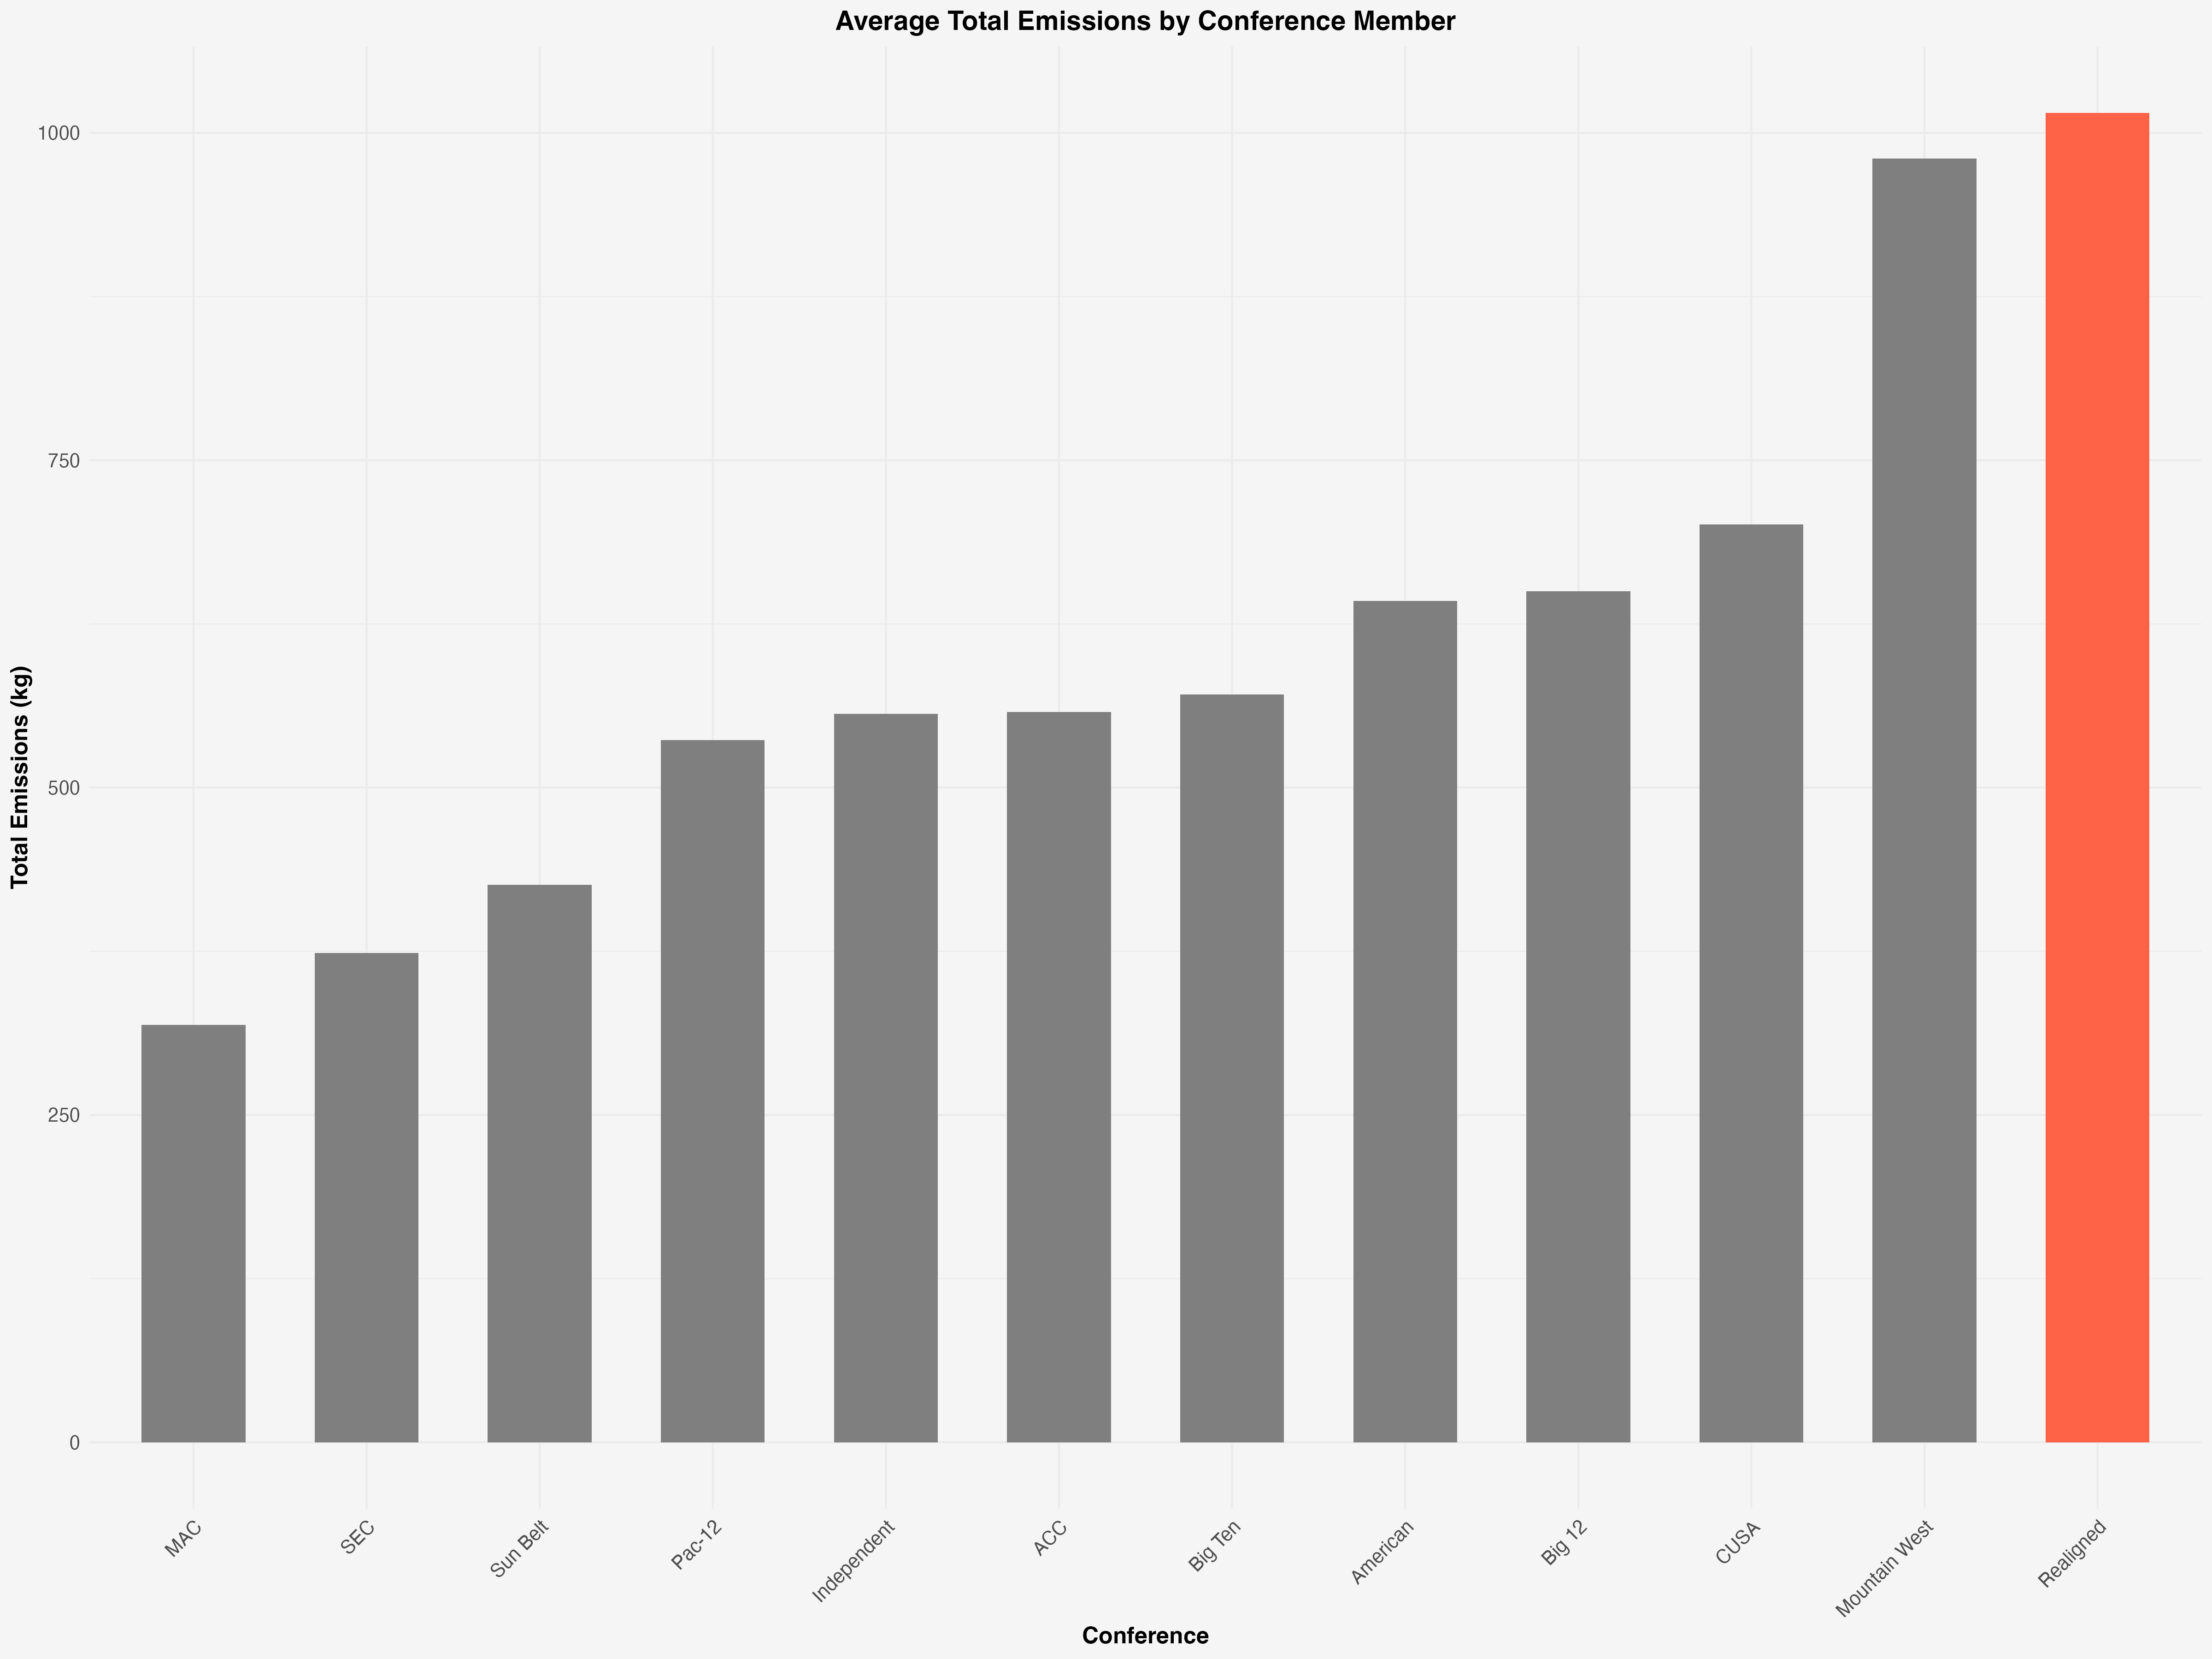 Average Total Emissions by Conference Member
Total Emissions (kg)
1000
750
500
250
0
MAC
SEC
Sun Belt
Pac-12
Independent
ACC
Big Ten
American
Big 12
CUSA
Mountain West
Realigned
Conference